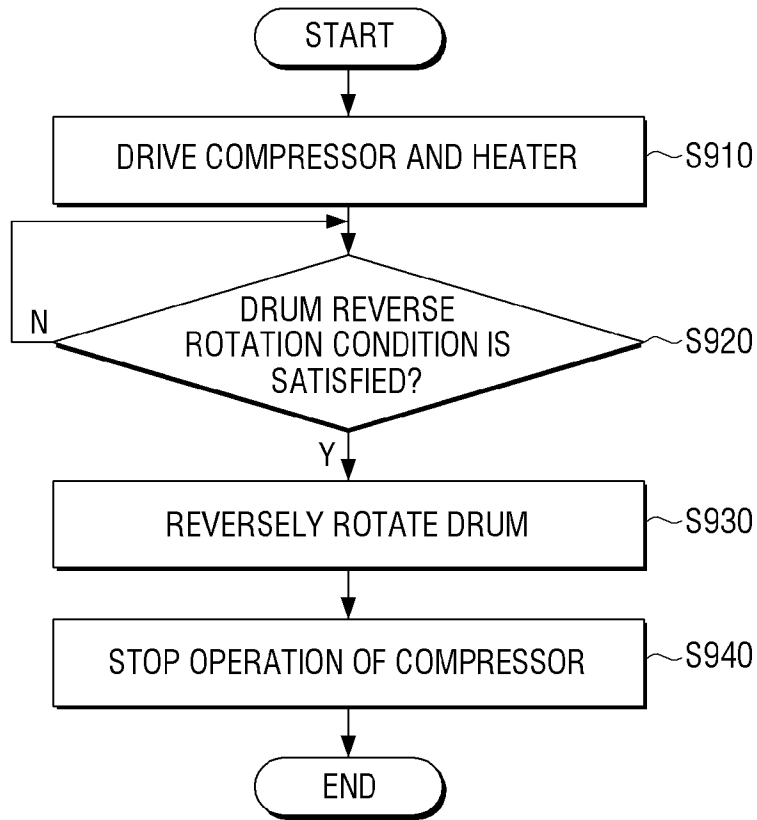 START
DRIVE COMPRESSOR AND HEATER
S910
DRUM REVERSE
ROTATION CONDITION IS
SATISFIED?
S920
N
Y
REVERSELY ROTATE DRUM
S930
STOP OPERATION OF COMPRESSOR
S940
END